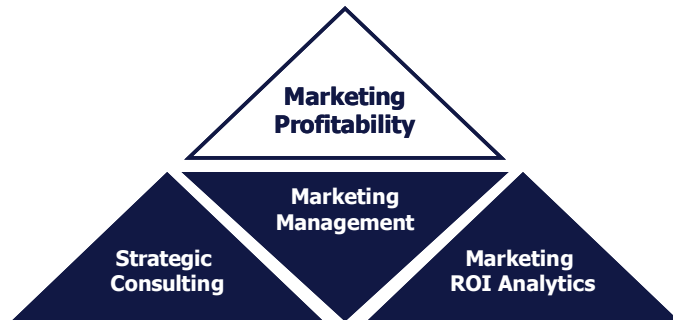 Marketing
Profitability
Marketing
Management
Strategic
Consulting
Marketing
ROI Analytics